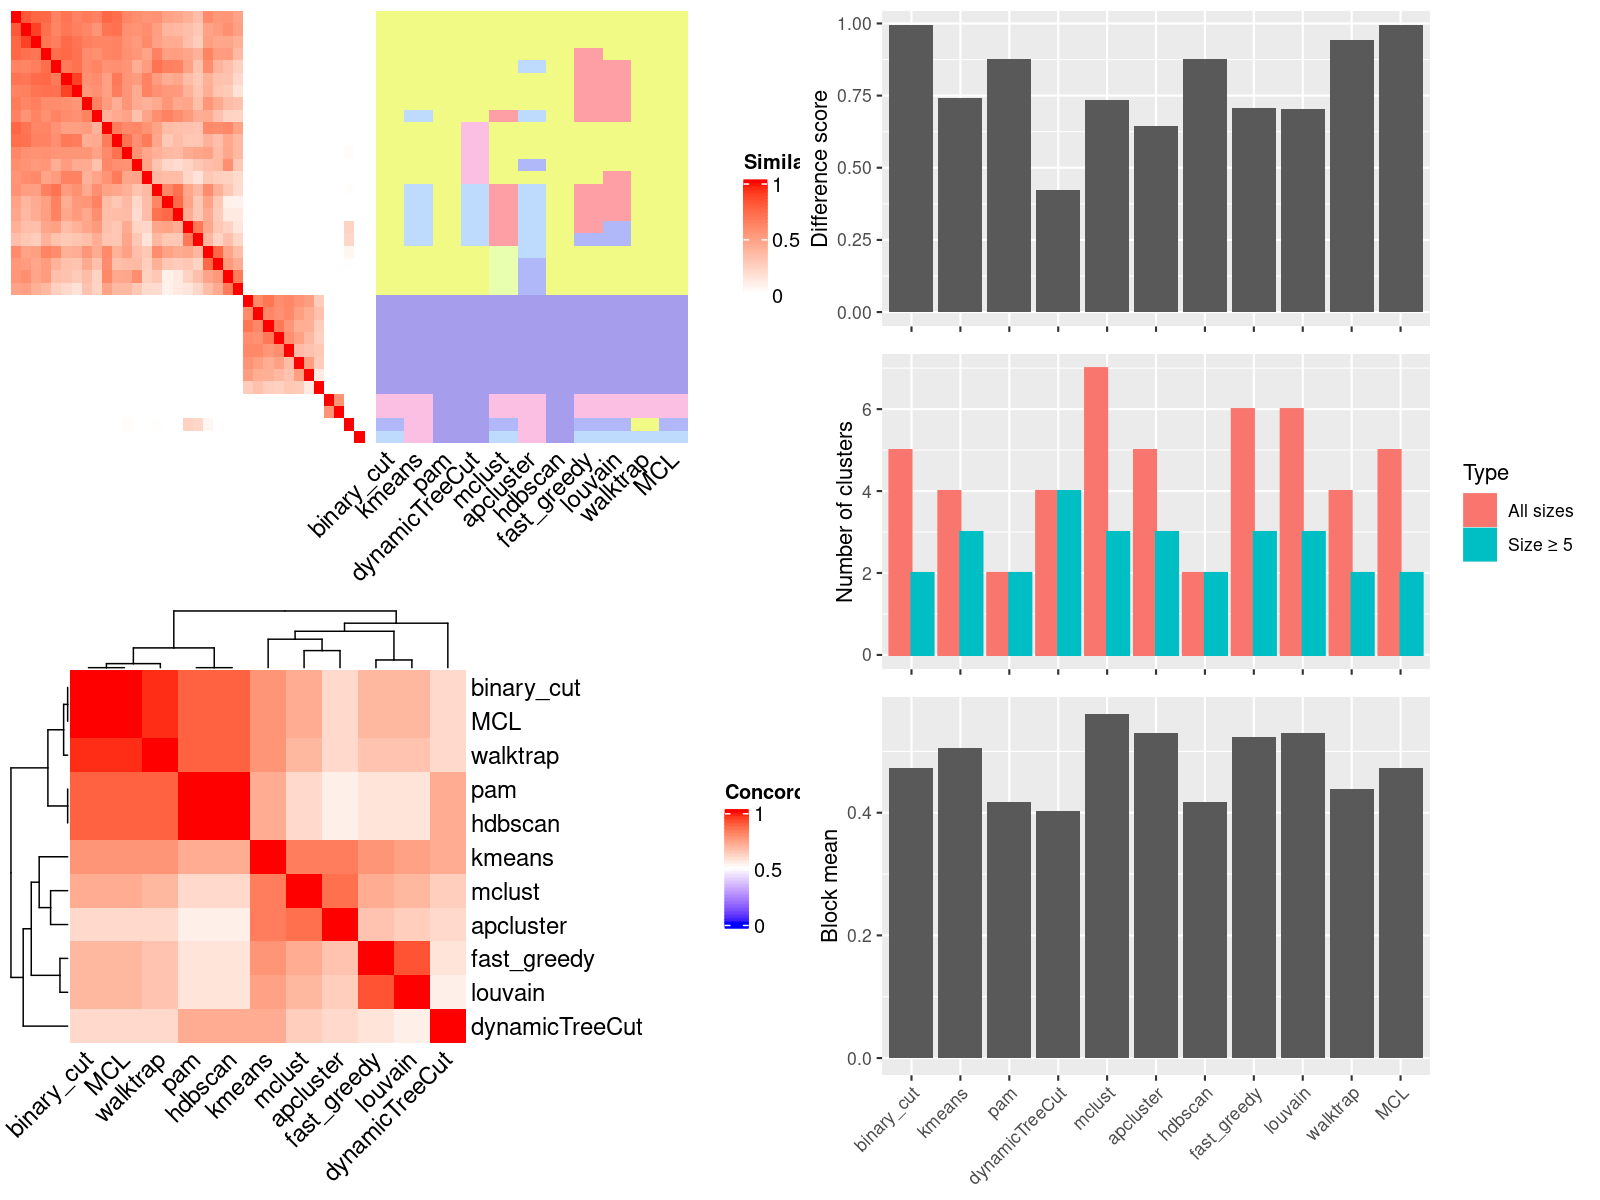 Simila
1
0.5
0
binary_cut
kmeans
pam
dynamicTreeCut
mclust
apcluster
hdbscan
fast_greedy
louvain
walktrap
MCL
binary_cut
MCL
walktrap
pam
hdbscan
kmeans
mclust
apcluster
fast_greedy
louvain
dynamicTreeCut
binary_cut
MCL
walktrap
pam
hdbscan
kmeans
mclust
apcluster
fast_greedy
louvain
dynamicTreeCut
Concorc
1
0.5
0
Difference score
1.00
0.75
0.50
0.25
0.00
Number of clusters
6
4
2
0
Type
All sizes
Size ≥ 5
Block mean
0.4
0.2
0.0
binary_cut
kmeans
pam
dynamicTreeCut
mclust
apcluster
hdbscan
fast_greedy
louvain
walktrap
MCL